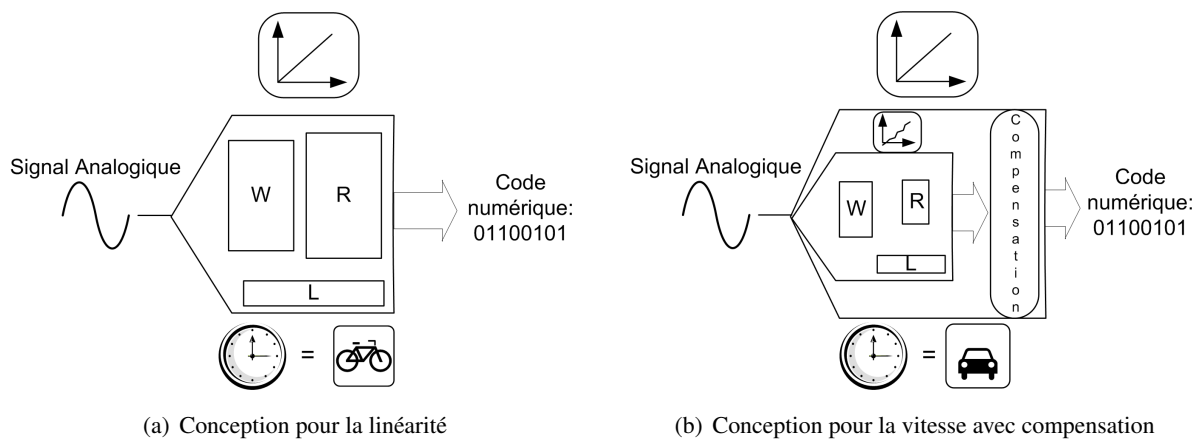 Signal Analogique
W
R
L
Code
numérique:
01100101
=
(a) Conception pour la linéarité
Signal Analogique
W
R
L
Compensation
Code
numérique:
01100101
=
(b) Conception pour la vitesse avec compensation